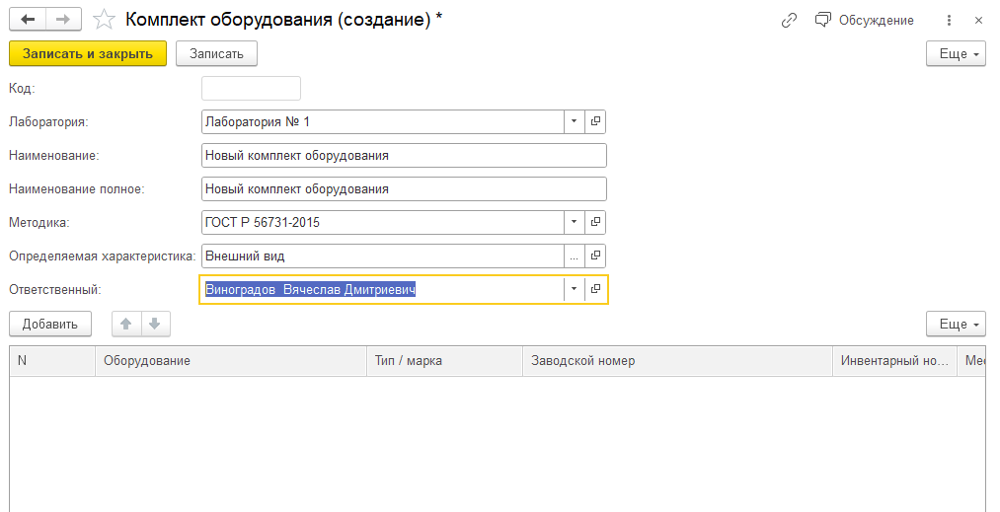 Комплект оборудования (создание) *
Обсуждение
Записать и закрыть Записать Еще
Код:
Лаборатория: Лаборатория № 1
Наименование: Новый комплект оборудования
Наименование полное: Новый комплект оборудования
Методика: ГОСТ Р 56731-2015
Определяемая характеристика: Внешний вид ...
Ответственный: Виноградов  Вячеслав Дмитриевич
Добавить Еще
N Оборудование Тип / марка Заводской номер Инвентарный но... Мес